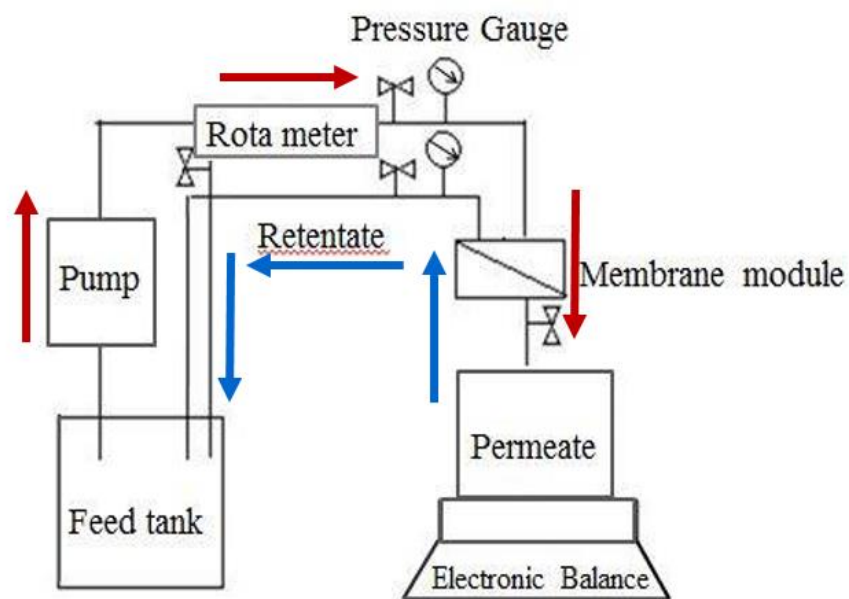 Pressure Gauge
Rota meter
Retentate
Pump
Membrane module
Permeate
Feed tank
Electronic Balance